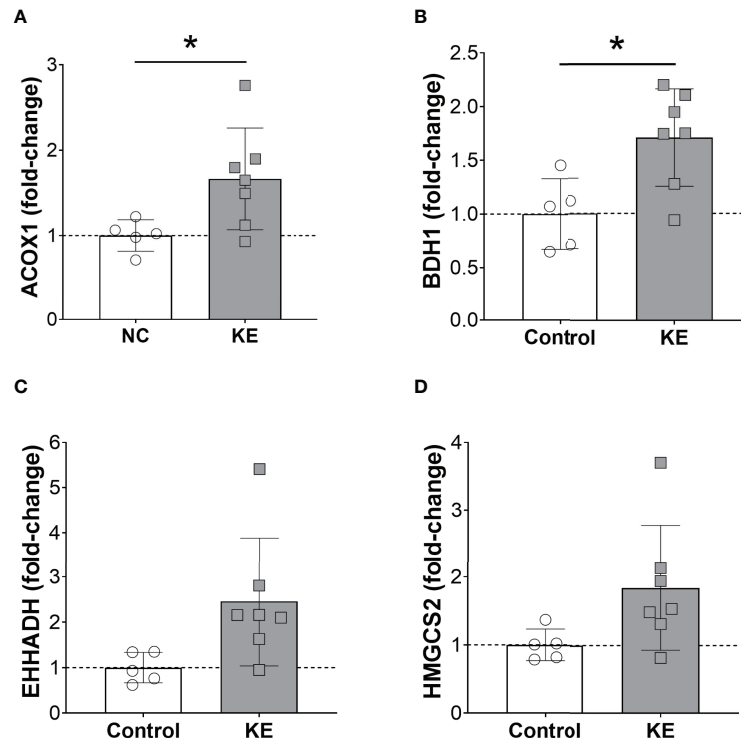 A
*
ACOX1 (fold-change)
3
2
1
0
NC KE
B
*
BDH1 (fold-change)
2.5
2.0
1.5
1.0
0.5
0.0
Control KE
C
EHHADH (fold-change)
6
5
4
3
2
1
0
Control KE
D
HMGCS2 (fold-change)
4
3
2
1
0
Control KE